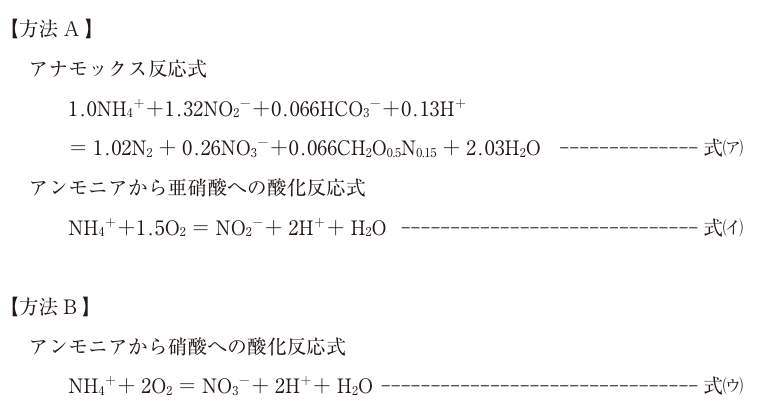 【方法 A】
アナモックス反応式
1.0NH₄⁺+1.32NO₂⁻+0.066HCO₃⁻+0.13H⁺
= 1.02N₂ + 0.26NO₃⁻+0.066CH₂O₀.₅N₀.₁₅ + 2.03H₂O -------------- 式(ア)
アンモニアから亜硝酸への酸化反応式
NH₄⁺+1.5O₂ = NO₂⁻+ 2H⁺+ H₂O ------------------------------ 式(イ)
【方法 B】
アンモニアから硝酸への酸化反応式
NH₄⁺+ 2O₂ = NO₃⁻+ 2H⁺+ H₂O -------------------------------- 式(ウ)